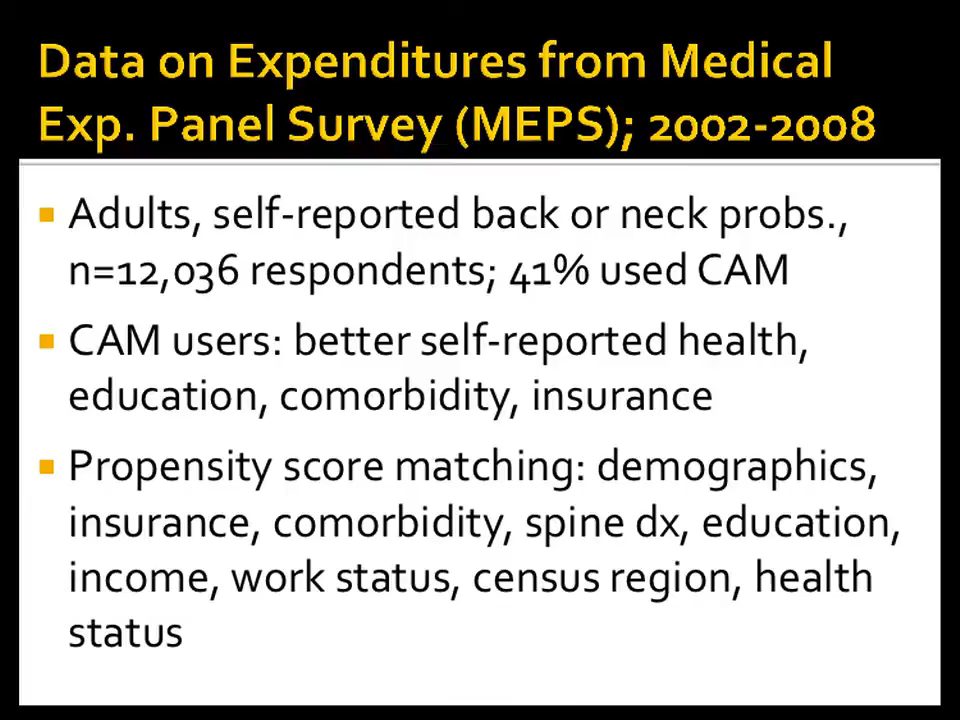 Data on Expenditures from Medical
Exp. Panel Survey (MEPS); 2002-2008
Adults, self-reported back or neck probs.,
n=12,036 respondents; 41% used CAM
CAM users: better self-reported health,
education, comorbidity, insurance
Propensity score matching: demographics,
insurance, comorbidity, spine dx, education,
income, work status, census region, health
status